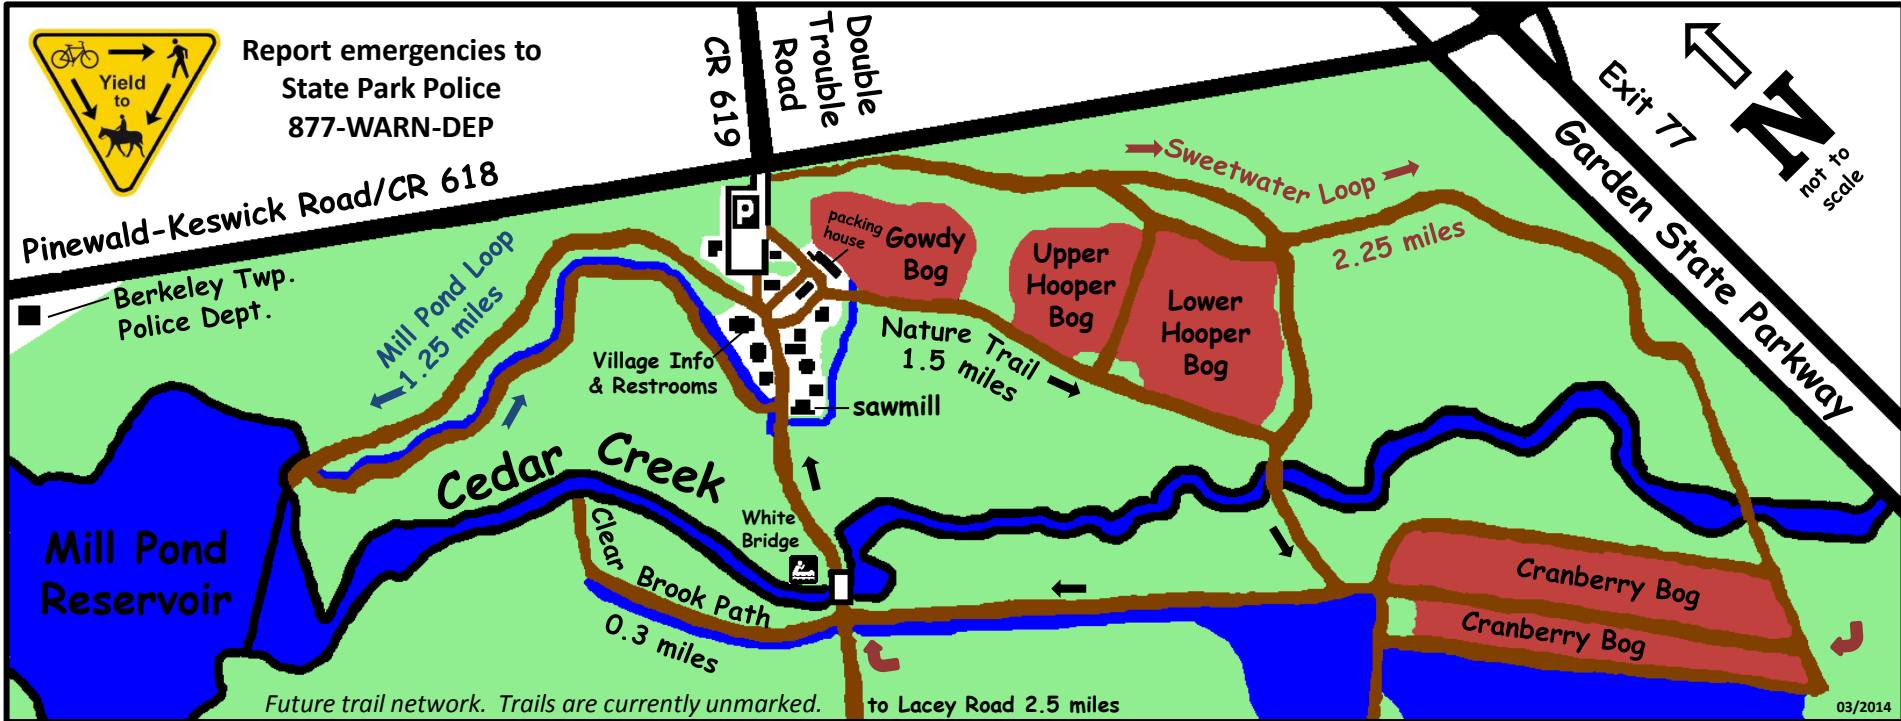 Yield
to
Report emergencies to
State Park Police
877-WARN-DEP
CR 619
Double
Trouble
Road
Exit 77
N
not to
scale
Garden State Parkway
Pinewald-Keswick Road/CR 618
Berkeley Twp.
Police Dept.
Mill Pond Loop
1.25 miles
P
packing
house
Gowdy
Bog
Upper
Hooper
Bog
Lower
Hooper
Bog
Sweetwater Loop
2.25 miles
Nature Trail
1.5 miles
Village Info
& Restrooms
sawmill
Cedar Creek
White
Bridge
Clear Brook Path
0.3 miles
Mill Pond
Reservoir
Cranberry Bog
Cranberry Bog
Future trail network. Trails are currently unmarked.
to Lacey Road 2.5 miles
03/2014